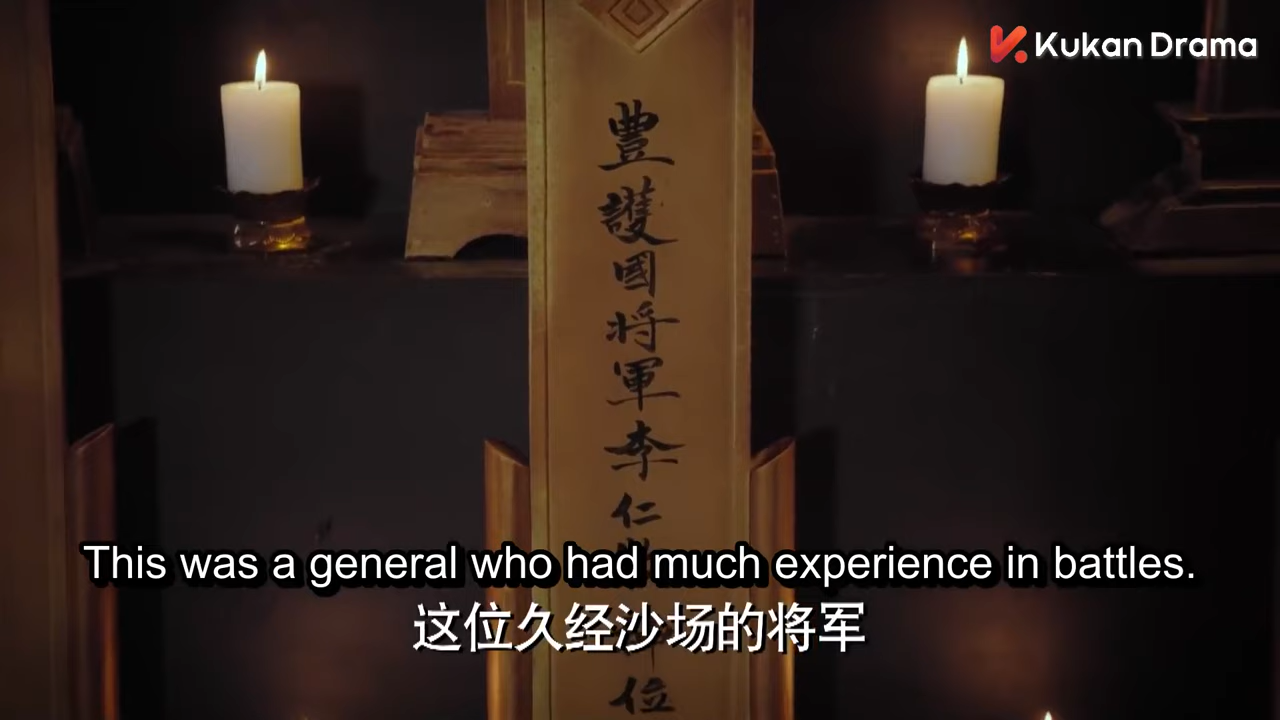 Kukan Drama
豊護國将軍李仁
位
This was a general who had much experience in battles.
这位久经沙场的将军